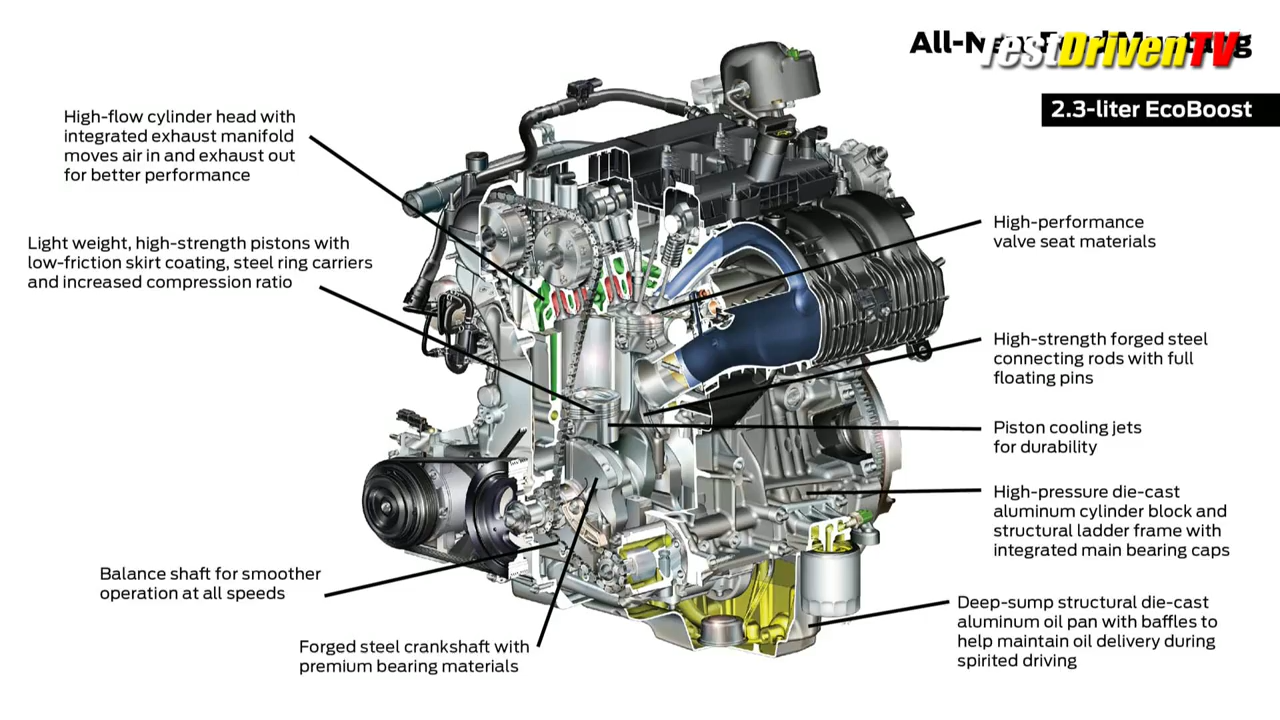 All-New Ford Mustang
TestDrivenTV
2.3-liter EcoBoost
High-flow cylinder head with
integrated exhaust manifold
moves air in and exhaust out
for better performance
Light weight, high-strength pistons with
low-friction skirt coating, steel ring carriers
and increased compression ratio
Balance shaft for smoother
operation at all speeds
Forged steel crankshaft with
premium bearing materials
High-performance
valve seat materials
High-strength forged steel
connecting rods with full
floating pins
Piston cooling jets
for durability
High-pressure die-cast
aluminum cylinder block and
structural ladder frame with
integrated main bearing caps
Deep-sump structural die-cast
aluminum oil pan with baffles to
help maintain oil delivery during
spirited driving